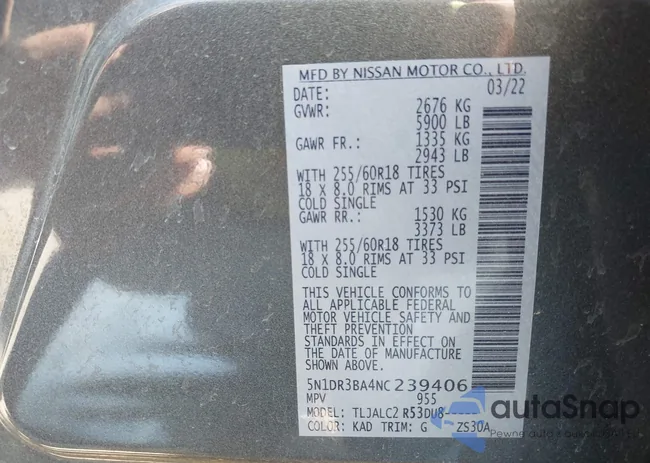 MFD BY NISSAN MOTOR CO., LTD.
DATE: 03/22
GVWR: 2676 KG
5900 LB
GAWR FR.: 1335 KG
2943 LB
WITH 255/60R18 TIRES
18 X 8.0 RIMS AT 33 PSI
COLD SINGLE
GAWR RR.: 1530 KG
3373 LB
WITH 255/60R18 TIRES
18 X 8.0 RIMS AT 33 PSI
COLD SINGLE
THIS VEHICLE CONFORMS TO
ALL APPLICABLE FEDERAL
MOTOR VEHICLE SAFETY AND
THEFT PREVENTION
STANDARDS IN EFFECT ON
THE DATE OF MANUFACTURE
SHOWN ABOVE.
5N1DR3BA4NC239406
MPV 955
MODEL: TLJALC2 R53DU8------
COLOR: KAD TRIM: G ZS30A
autoSnap